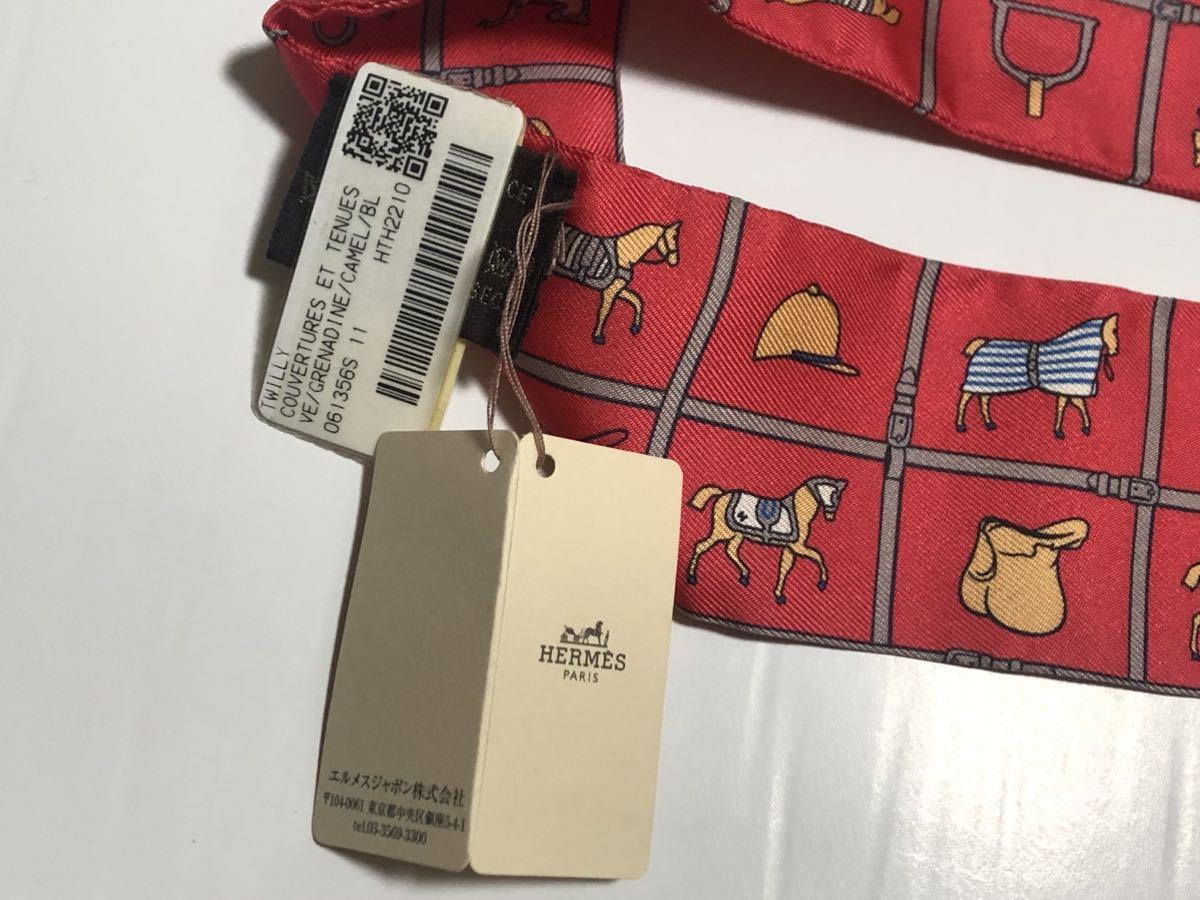 TWILLY
COUVERTURES ET TENUES
VE/GRENADINE/CAMEL/BL
061356S 11
HTH2210
HERMÈS
PARIS
エルメスジャポン株式会社
〒104-0061 東京都中央区銀座5-4-1
tel.03-3569-3300